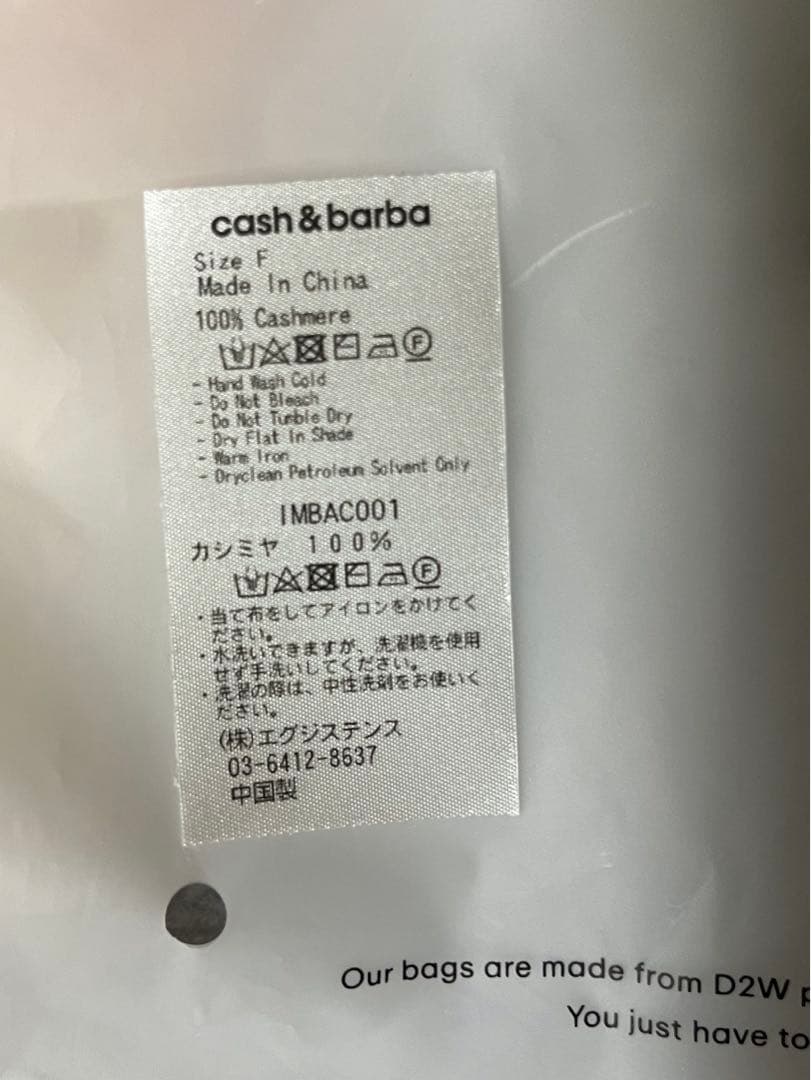 cash&barba
Size F
Made In China
100% Cashmere
F
- Hand Wash Cold
- Do Not Bleach
- Do Not Tumble Dry
- Dry Flat In Shade
- Warm Iron
- Dryclean Petroleum Solvent Only
IMBAC001
カシミヤ 100%
F
・当て布をしてアイロンをかけてく
ださい。
・水洗いできますが、洗濯機を使用
せず手洗いしてください。
・洗濯の際は、中性洗剤をお使いく
ださい。
(株)エグジステンス
03-6412-8637
中国製
Our bags are made from D2W p
You just have to